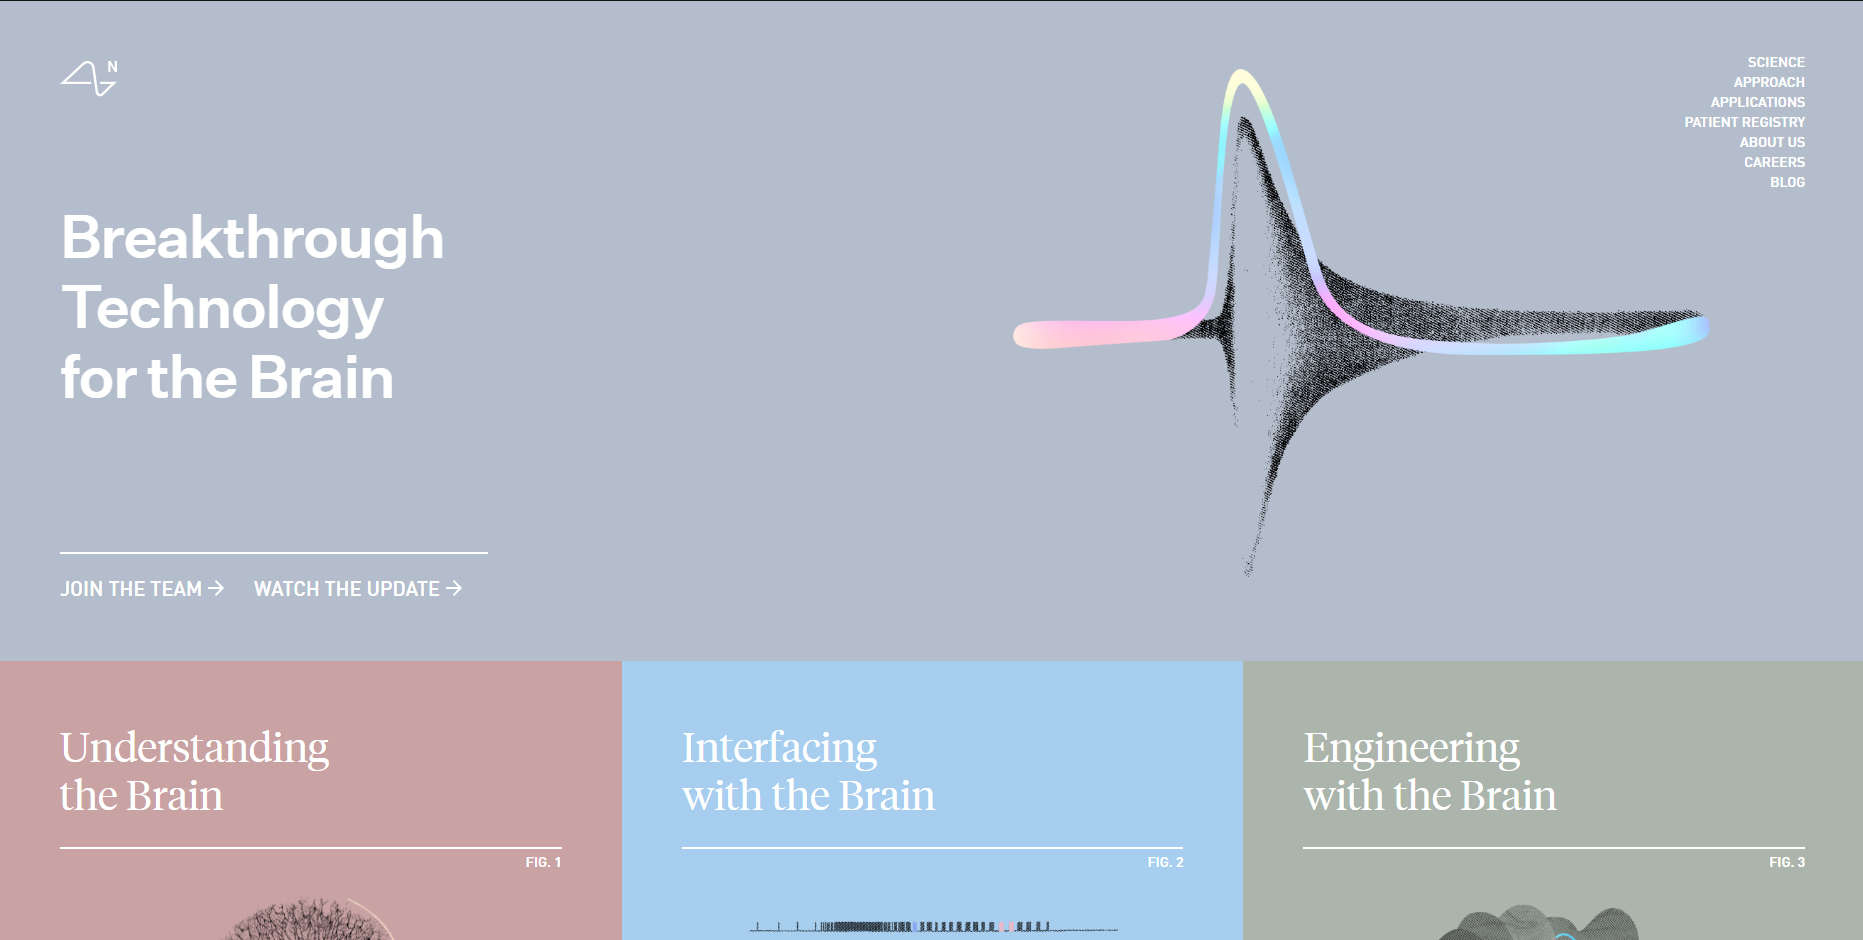 N
SCIENCE
APPROACH
APPLICATIONS
PATIENT REGISTRY
ABOUT US
CAREERS
BLOG
Breakthrough
Technology
for the Brain
JOIN THE TEAM →
WATCH THE UPDATE →
Understanding
the Brain
FIG. 1
Interfacing
with the Brain
FIG. 2
Engineering
with the Brain
FIG. 3